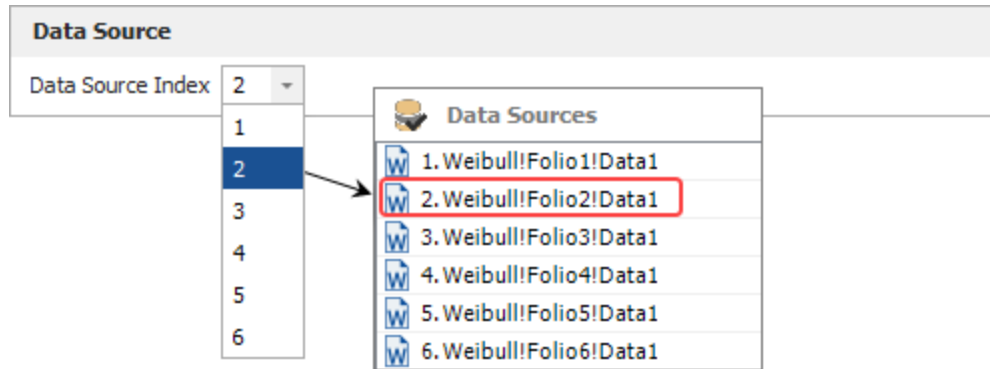 Data Source
Data Source Index 2
1
2
3
4
5
6
Data Sources
1. Weibull!Folio1!Data1
2. Weibull!Folio2!Data1
3. Weibull!Folio3!Data1
4. Weibull!Folio4!Data1
5. Weibull!Folio5!Data1
6. Weibull!Folio6!Data1